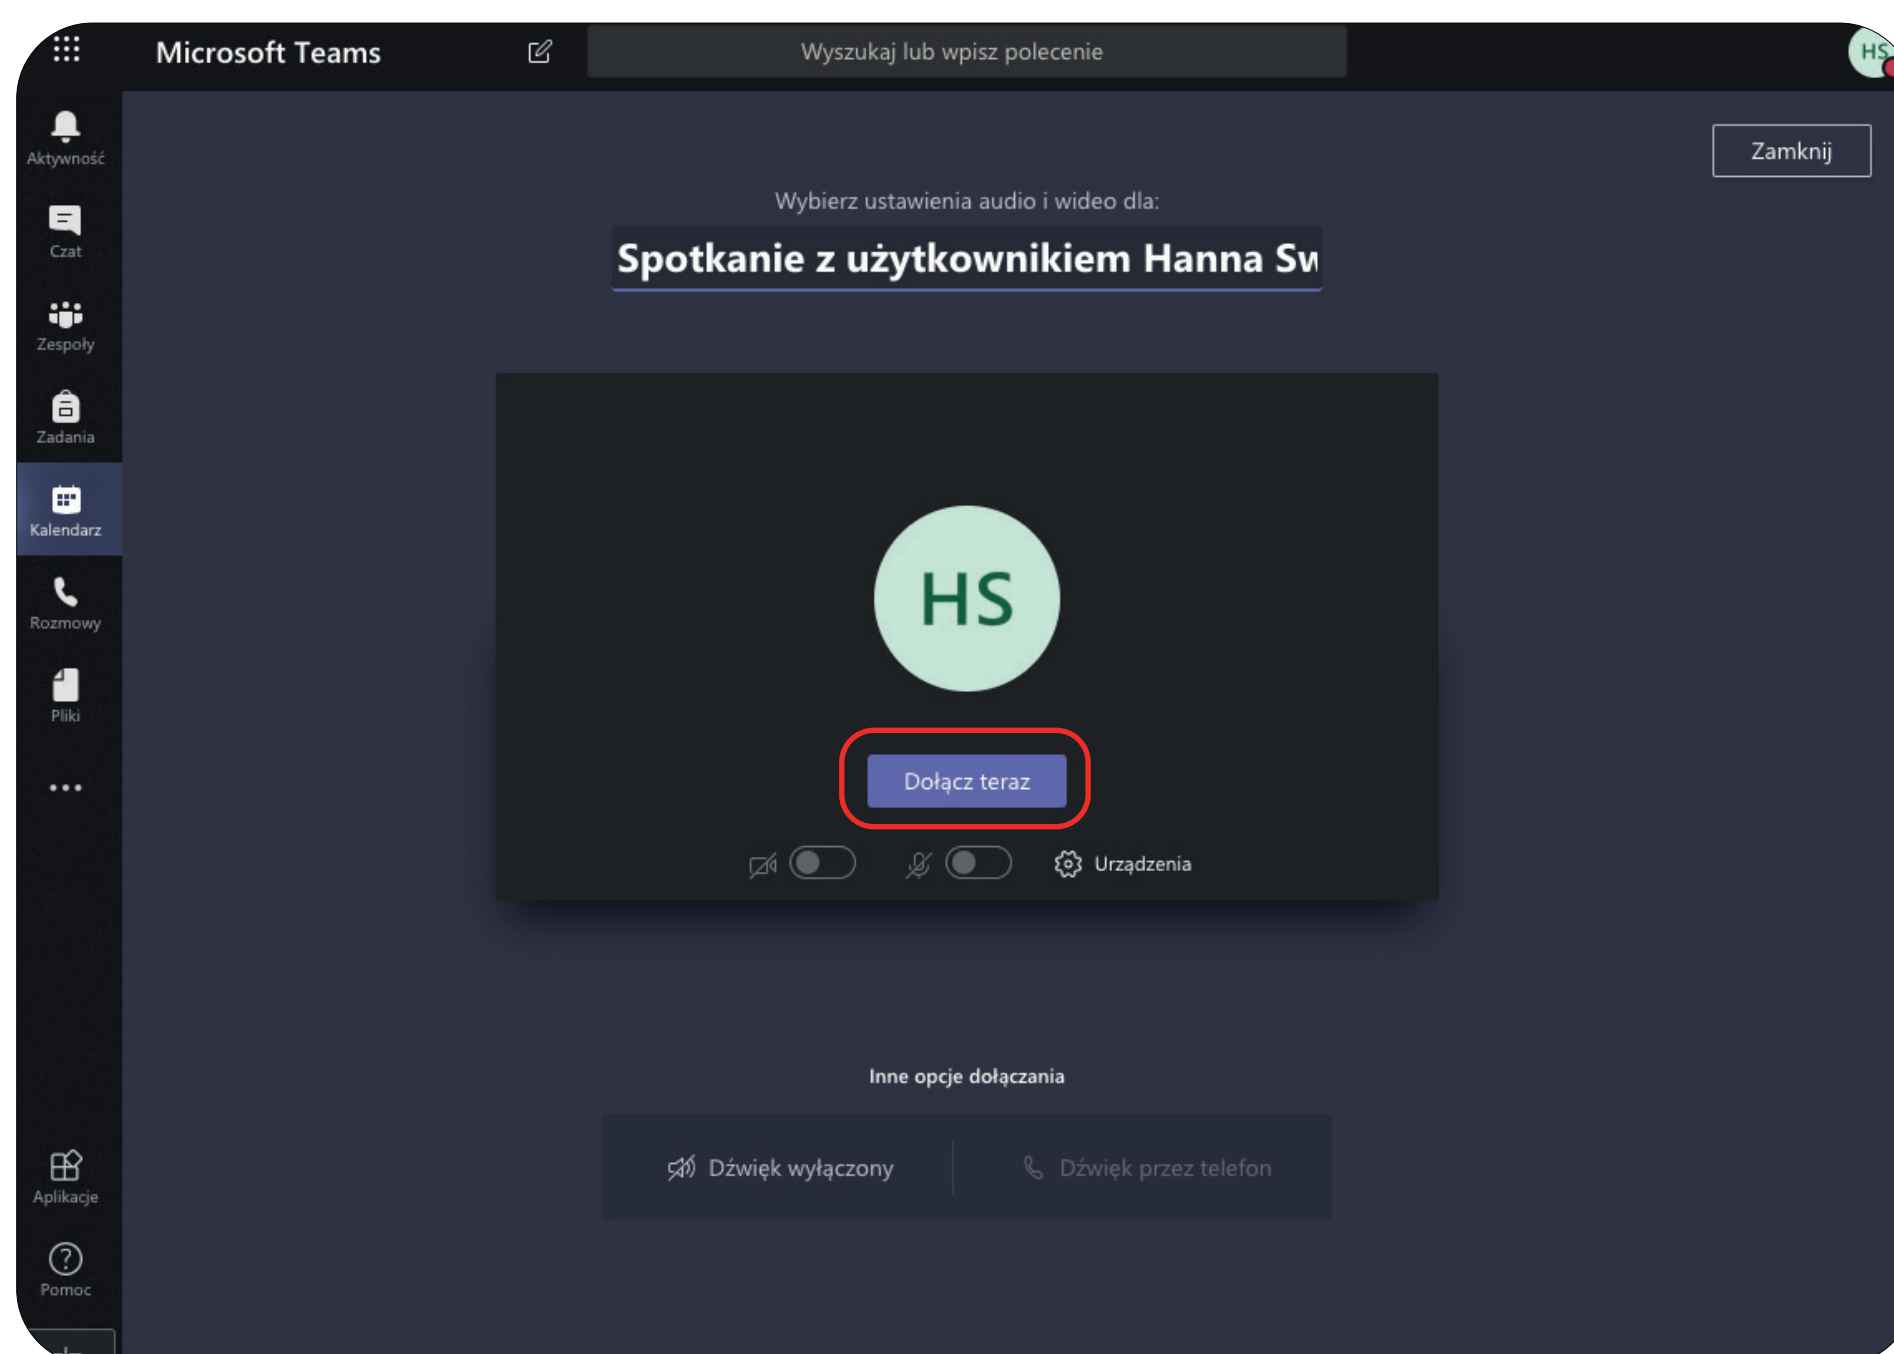 Microsoft Teams
Wyszukaj lub wpisz polecenie
HS
Aktywność
Czat
Zespoły
Zadania
Kalendarz
Rozmowy
Pliki
Aplikacje
Pomoc
Zamknij
Wybierz ustawienia audio i wideo dla:
Spotkanie z użytkownikiem Hanna Sw
HS
Dołącz teraz
Urządzenia
Inne opcje dołączania
Dźwięk wyłączony
Dźwięk przez telefon